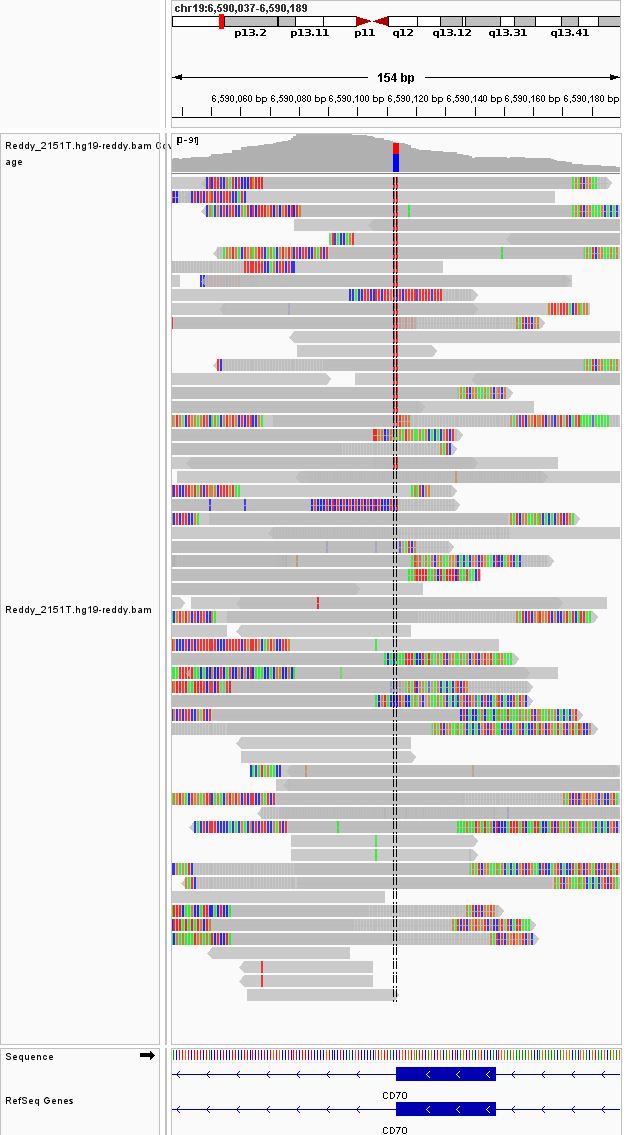 chr19:6,590,037-6,590,189
p13.2 p13.11 p11 q12 q13.12 q13.31 q13.41
154 bp
6,590,060 bp 6,590,080 bp 6,590,100 bp 6,590,120 bp 6,590,140 bp 6,590,160 bp 6,590,180 bp
[0-91]
Reddy_2151T.hg19-reddy.bam Cov
age
Reddy_2151T.hg19-reddy.bam
Sequence
CD70
RefSeq Genes
CD70